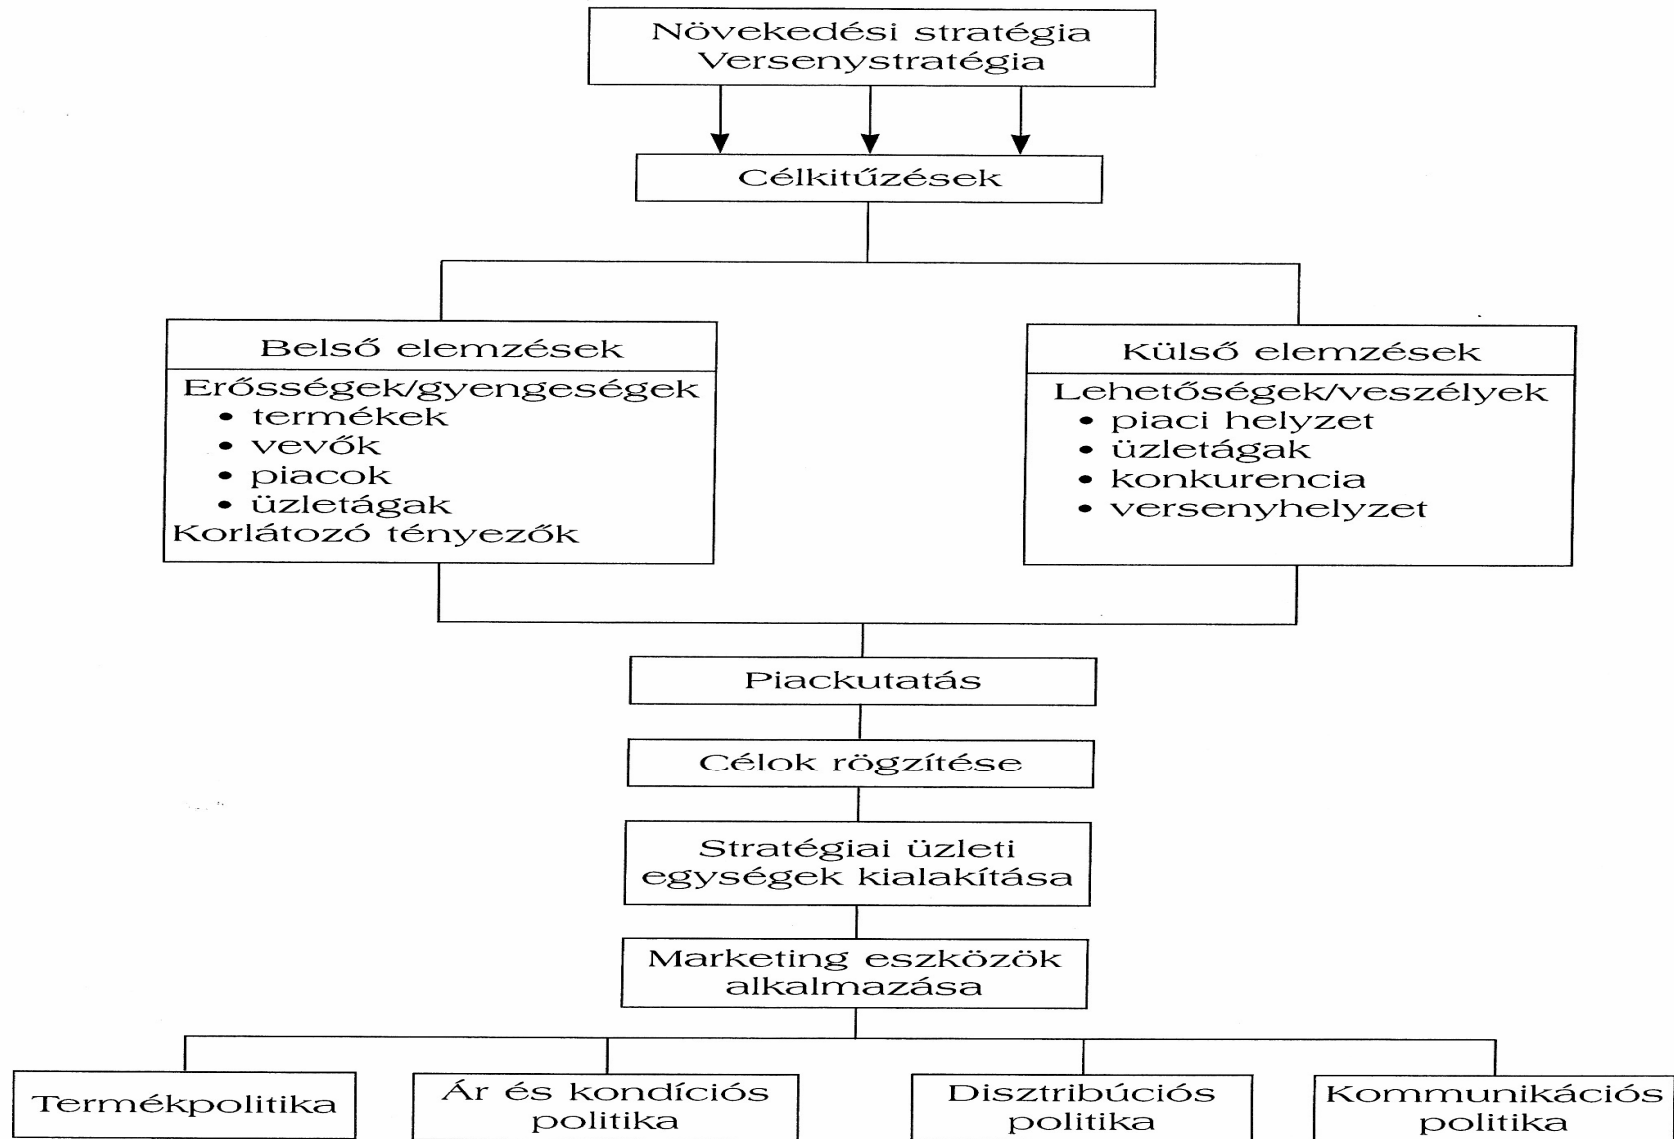 Növekedési stratégia
Versenystratégia
Célkitűzések
Belső elemzések
Erősségek/gyengeségek
• termékek
• vevők
• piacok
• üzletágak
Korlátozó tényezők
Külső elemzések
Lehetőségek/veszélyek
• piaci helyzet
• üzletágak
• konkurencia
• versenyhelyzet
Piackutatás
Célok rögzítése
Stratégiai üzleti
egységek kialakítása
Marketing eszközök
alkalmazása
Termékpolitika
Ár és kondíciós
politika
Disztribúciós
politika
Kommunikációs
politika